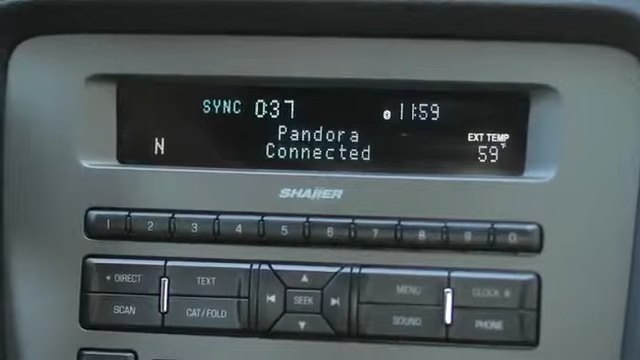 SYNC 0:37 11:59
Pandora
N Connected
EXT TEMP
59°F
SHAKER
1 2 3 4 5 6 7 8 9 0
• DIRECT TEXT MENU CLOCK
SEEK
SCAN CAT/FOLD SOUND PHONE